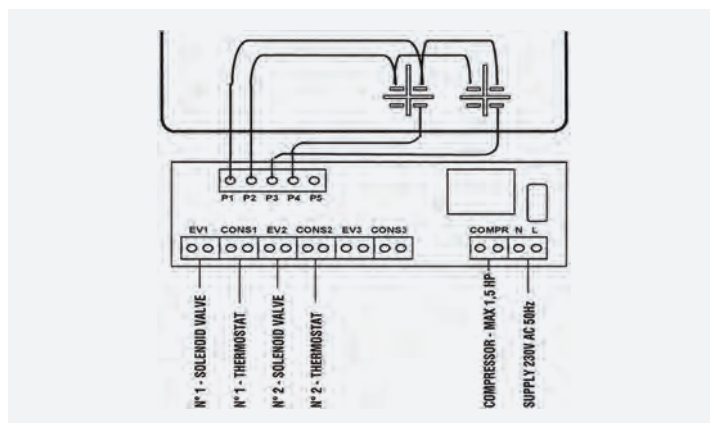 P1 P2 P3 P4 P5
EV1 CONS1 EV2 CONS2 EV3 CONS3 COMPR N L
N° 1 - SOLENOID VALVE
N° 1 - THERMOSTAT
N° 2 - SOLENOID VALVE
N° 2 - THERMOSTAT
COMPRESSOR - MAX 1,5 HP
SUPPLY 230V AC 50Hz